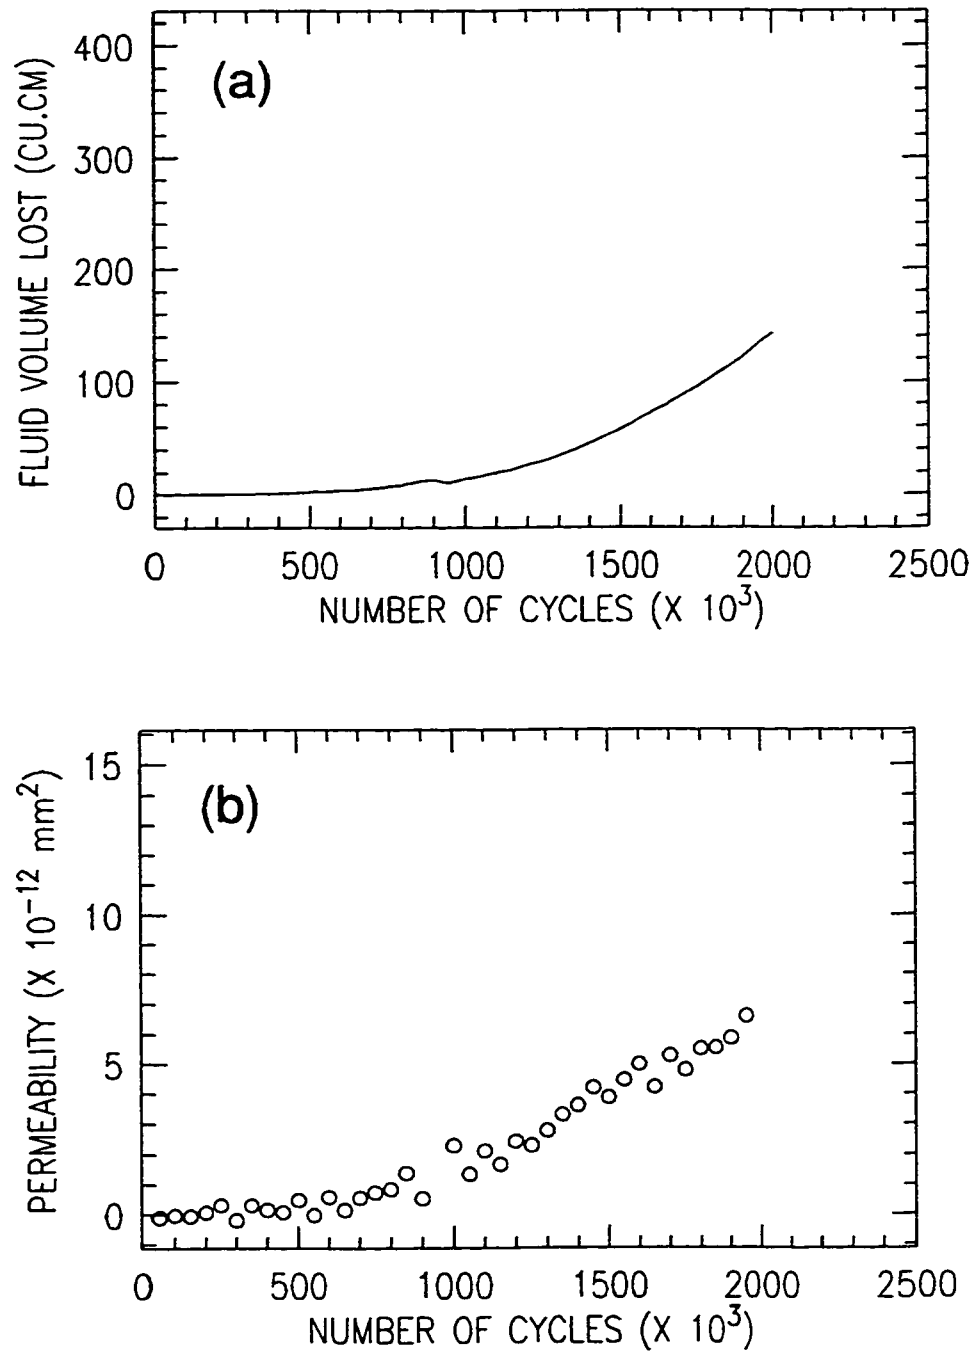 (a)
FLUID VOLUME LOST (CU.CM)
400
300
200
100
0
0 500 1000 1500 2000 2500
NUMBER OF CYCLES (X 10³)
(b)
PERMEABILITY (X 10⁻¹² mm²)
15
10
5
0
0 500 1000 1500 2000 2500
NUMBER OF CYCLES (X 10³)